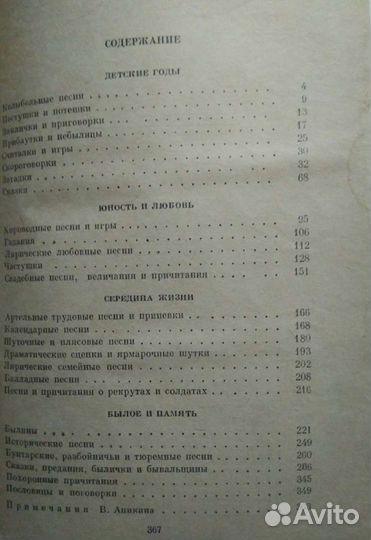 СОДЕРЖАНИЕ
ДЕТСКИЕ ГОДЫ
Колыбельные песни . . . 4
Пестушки и потешки . . . 9
Заклички и приговорки . . . 13
Прибаутки и небылицы . . . 17
Считалки и игры . . . 25
Скороговорки . . . 30
Загадки . . . 32
Сказки . . . 68
ЮНОСТЬ И ЛЮБОВЬ
Хороводные песни и игры . . . 95
Гадания . . . 106
Лирические любовные песни . . . 112
Частушки . . . 128
Свадебные песни, величания и причитания . . . 151
СЕРЕДИНА ЖИЗНИ
Артельные трудовые песни и припевки . . . 166
Календарные песни . . . 168
Шуточные и плясовые песни . . . 189
Драматические сценки и ярмарочные шутки . . . 193
Лирические семейные песни . . . 202
Балладные песни . . . 208
Песни и причитания о рекрутах и солдатах . . . 216
БЫЛОЕ И ПАМЯТЬ
Былины . . . 221
Исторические песни . . . 249
Бунтарские, разбойничьи и тюремные песни . . . 260
Сказки, предания, былички и бывальщины . . . 266
Похоронные причитания . . . 345
Пословицы и поговорки . . . 349
Примечания В. Аникина
367
Avito